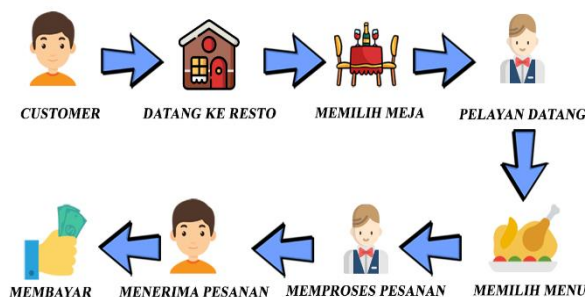 CUSTOMER
DATANG KE RESTO
MEMILIH MEJA
PELAYAN DATANG
MEMILIH MENU
MEMPROSES PESANAN
MENERIMA PESANAN
MEMBAYAR